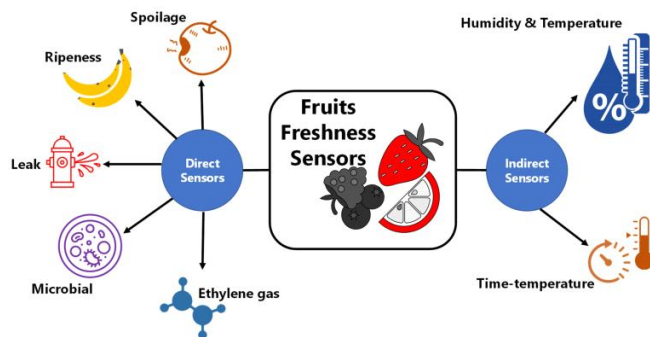 Spoilage
Humidity & Temperature
Ripeness
Fruits
Freshness
Sensors
%
Leak
Direct
Sensors
Indirect
Sensors
Microbial
Ethylene gas
Time-temperature